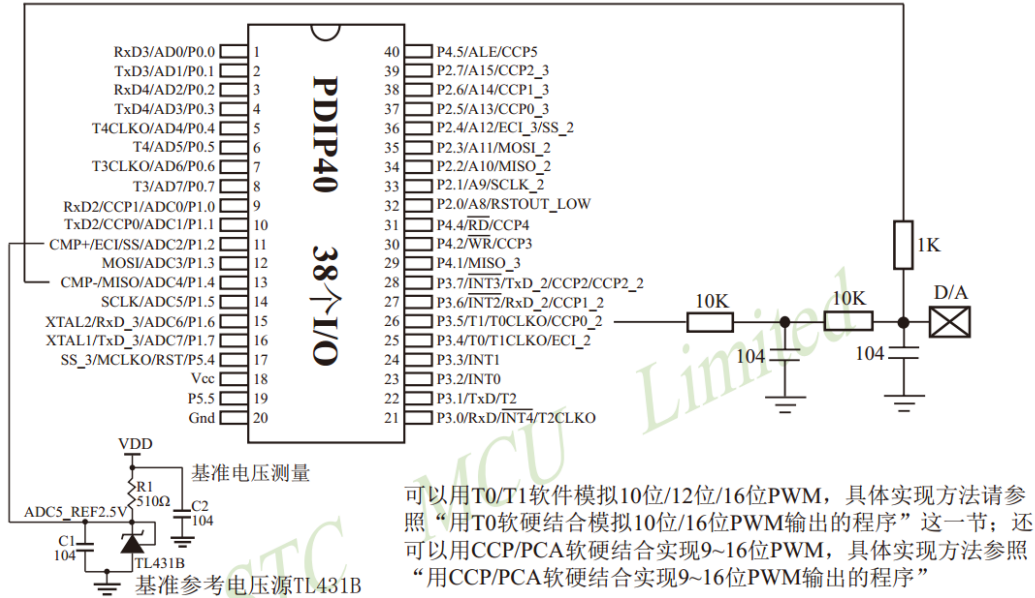 RxD3/AD0/P0.0
TxD3/AD1/P0.1
RxD4/AD2/P0.2
TxD4/AD3/P0.3
T4CLKO/AD4/P0.4
T4/AD5/P0.5
T3CLKO/AD6/P0.6
T3/AD7/P0.7
RxD2/CCP1/ADC0/P1.0
TxD2/CCP0/ADC1/P1.1
CMP+/ECI/SS/ADC2/P1.2
MOSI/ADC3/P1.3
CMP-/MISO/ADC4/P1.4
SCLK/ADC5/P1.5
XTAL2/RxD_3/ADC6/P1.6
XTAL1/TxD_3/ADC7/P1.7
SS_3/MCLKO/RST/P5.4
Vcc
P5.5
Gnd
1
2
3
4
5
6
7
8
9
10
11
12
13
14
15
16
17
18
19
20
PDIP40 38个I/O
40
39
38
37
36
35
34
33
32
31
30
29
28
27
26
25
24
23
22
21
P4.5/ALE/CCP5
P2.7/A15/CCP2_3
P2.6/A14/CCP1_3
P2.5/A13/CCP0_3
P2.4/A12/ECI_3/SS_2
P2.3/A11/MOSI_2
P2.2/A10/MISO_2
P2.1/A9/SCLK_2
P2.0/A8/RSTOUT_LOW
P4.4/RD/CCP4
P4.2/WR/CCP3
P4.1/MISO_3
P3.7/INT3/TxD_2/CCP2/CCP2_2
P3.6/INT2/RxD_2/CCP1_2
P3.5/T1/T0CLKO/CCP0_2
P3.4/T0/T1CLKO/ECI_2
P3.3/INT1
P3.2/INT0
P3.1/TxD/T2
P3.0/RxD/INT4/T2CLKO
10K
10K
1K
D/A
104
104
VDD
基准电压测量
R1
510Ω
C2
104
ADC5_REF2.5V
C1
104
TL431B
基准参考电压源TL431B
可以用T0/T1软件模拟10位/12位/16位PWM，具体实现方法请参
照“用T0软硬结合模拟10位/16位PWM输出的程序”这一节；还
可以用CCP/PCA软硬结合实现9~16位PWM，具体实现方法参照
“用CCP/PCA软硬结合实现9~16位PWM输出的程序”
STC MCU Limited